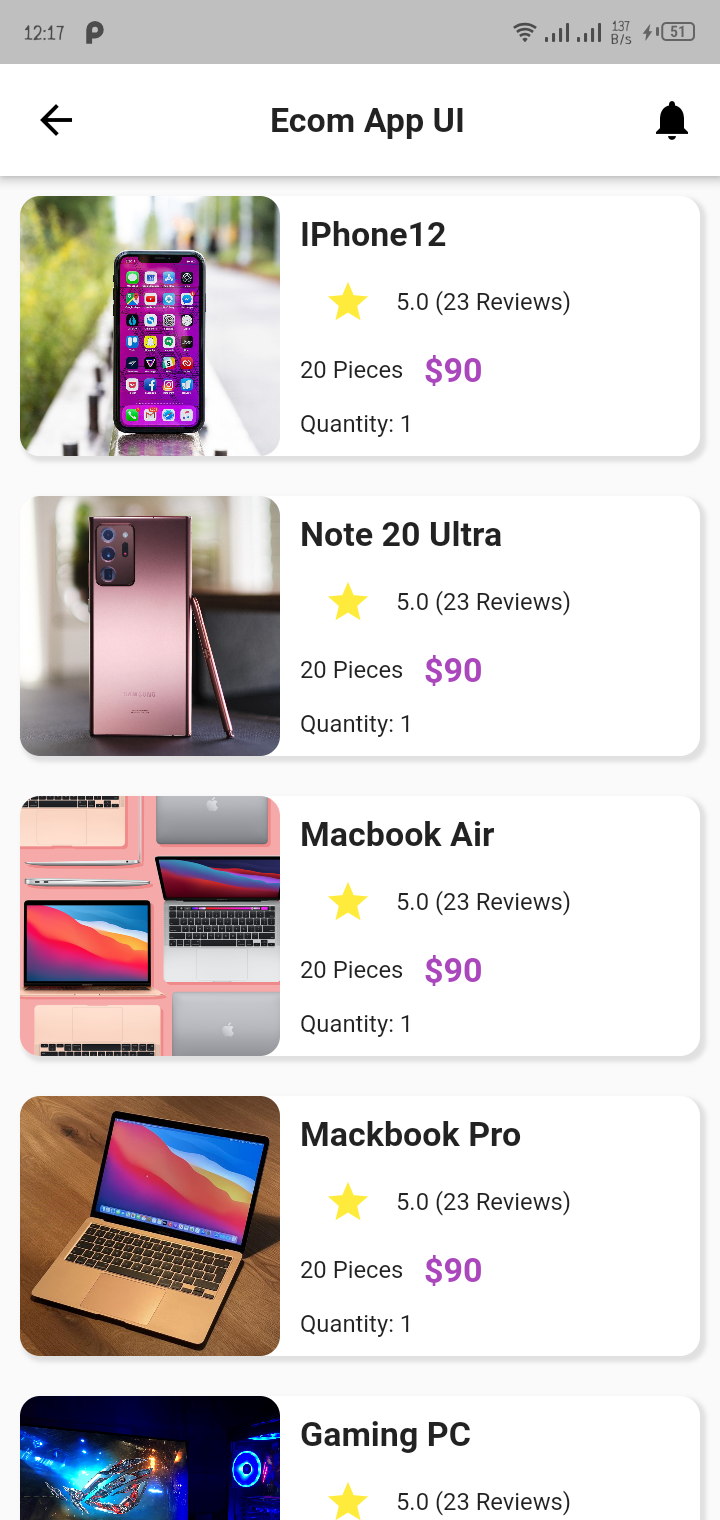 12:17
137
B/s
51
Ecom App UI
IPhone12
5.0 (23 Reviews)
20 Pieces $90
Quantity: 1
Note 20 Ultra
5.0 (23 Reviews)
20 Pieces $90
Quantity: 1
SAMSUNG
Macbook Air
5.0 (23 Reviews)
20 Pieces $90
Quantity: 1
Mackbook Pro
5.0 (23 Reviews)
20 Pieces $90
Quantity: 1
Gaming PC
5.0 (23 Reviews)